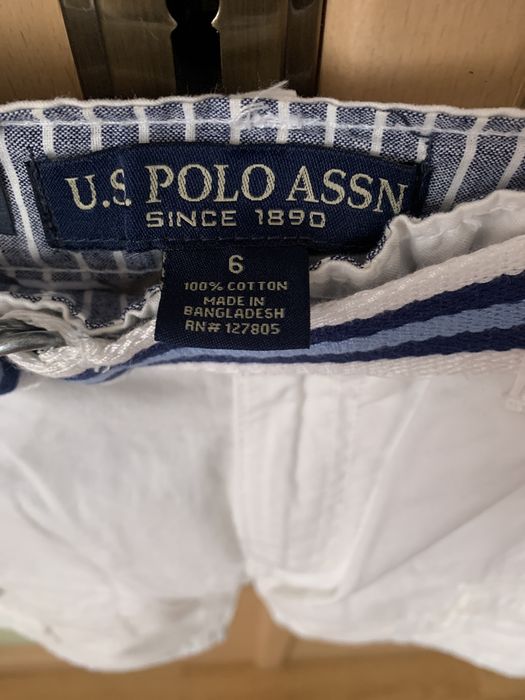 U.S. POLO ASSN
SINCE 1890
6
100% COTTON
MADE IN
BANGLADESH
RN# 127805